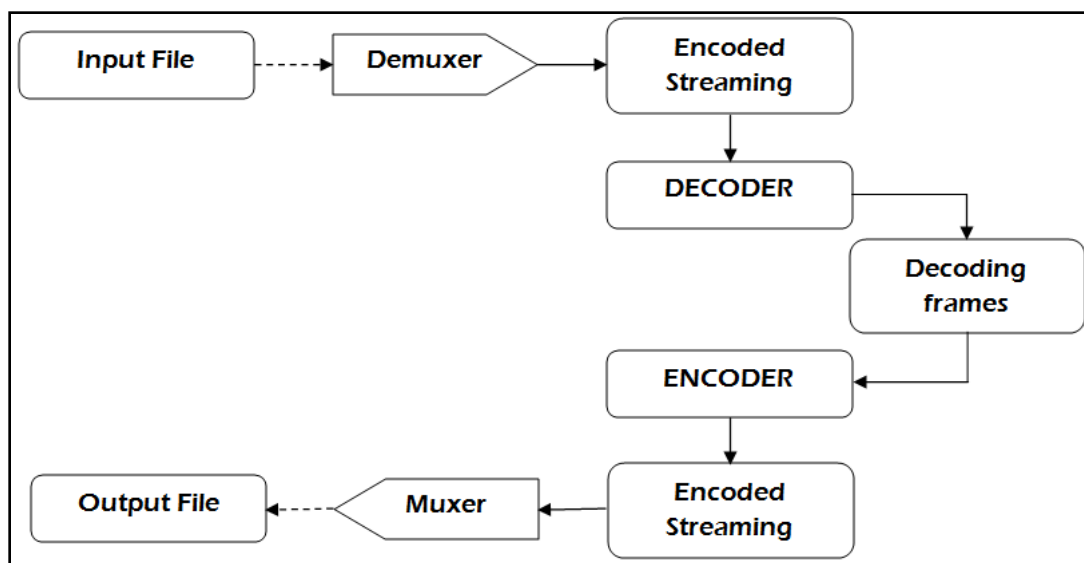 Input File
Demuxer
Encoded
Streaming
DECODER
Decoding
frames
ENCODER
Encoded
Streaming
Muxer
Output File